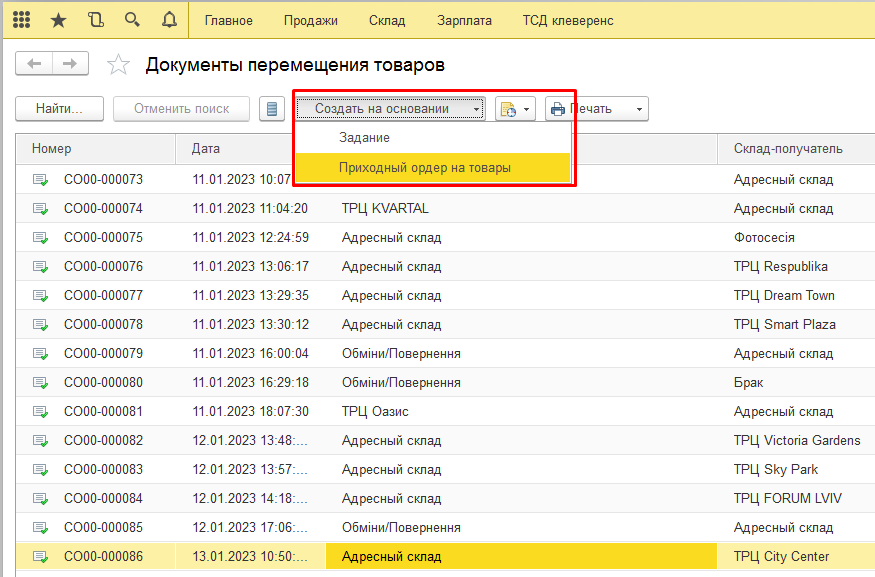 Главное Продажи Склад Зарплата ТСД клеверенс
Документы перемещения товаров
Найти... Отменить поиск Создать на основании Печать
Задание
Приходный ордер на товары
Номер Дата Склад-получатель
СО00-000073 11.01.2023 10:07 Адресный склад
СО00-000074 11.01.2023 11:04:20 ТРЦ KVARTAL Адресный склад
СО00-000075 11.01.2023 12:24:59 Адресный склад Фотосесія
СО00-000076 11.01.2023 13:06:17 Адресный склад ТРЦ Respublika
СО00-000077 11.01.2023 13:29:35 Адресный склад ТРЦ Dream Town
СО00-000078 11.01.2023 13:30:12 Адресный склад ТРЦ Smart Plaza
СО00-000079 11.01.2023 16:00:04 Обміни/Повернення Адресный склад
СО00-000080 11.01.2023 16:29:18 Обміни/Повернення Брак
СО00-000081 11.01.2023 18:07:30 ТРЦ Оазис Адресный склад
СО00-000082 12.01.2023 13:48:... Адресный склад ТРЦ Victoria Gardens
СО00-000083 12.01.2023 13:57:... Адресный склад ТРЦ Sky Park
СО00-000084 12.01.2023 14:18:... Адресный склад ТРЦ FORUM LVIV
СО00-000085 12.01.2023 17:06:... Обміни/Повернення Адресный склад
СО00-000086 13.01.2023 10:50:... Адресный склад ТРЦ City Center